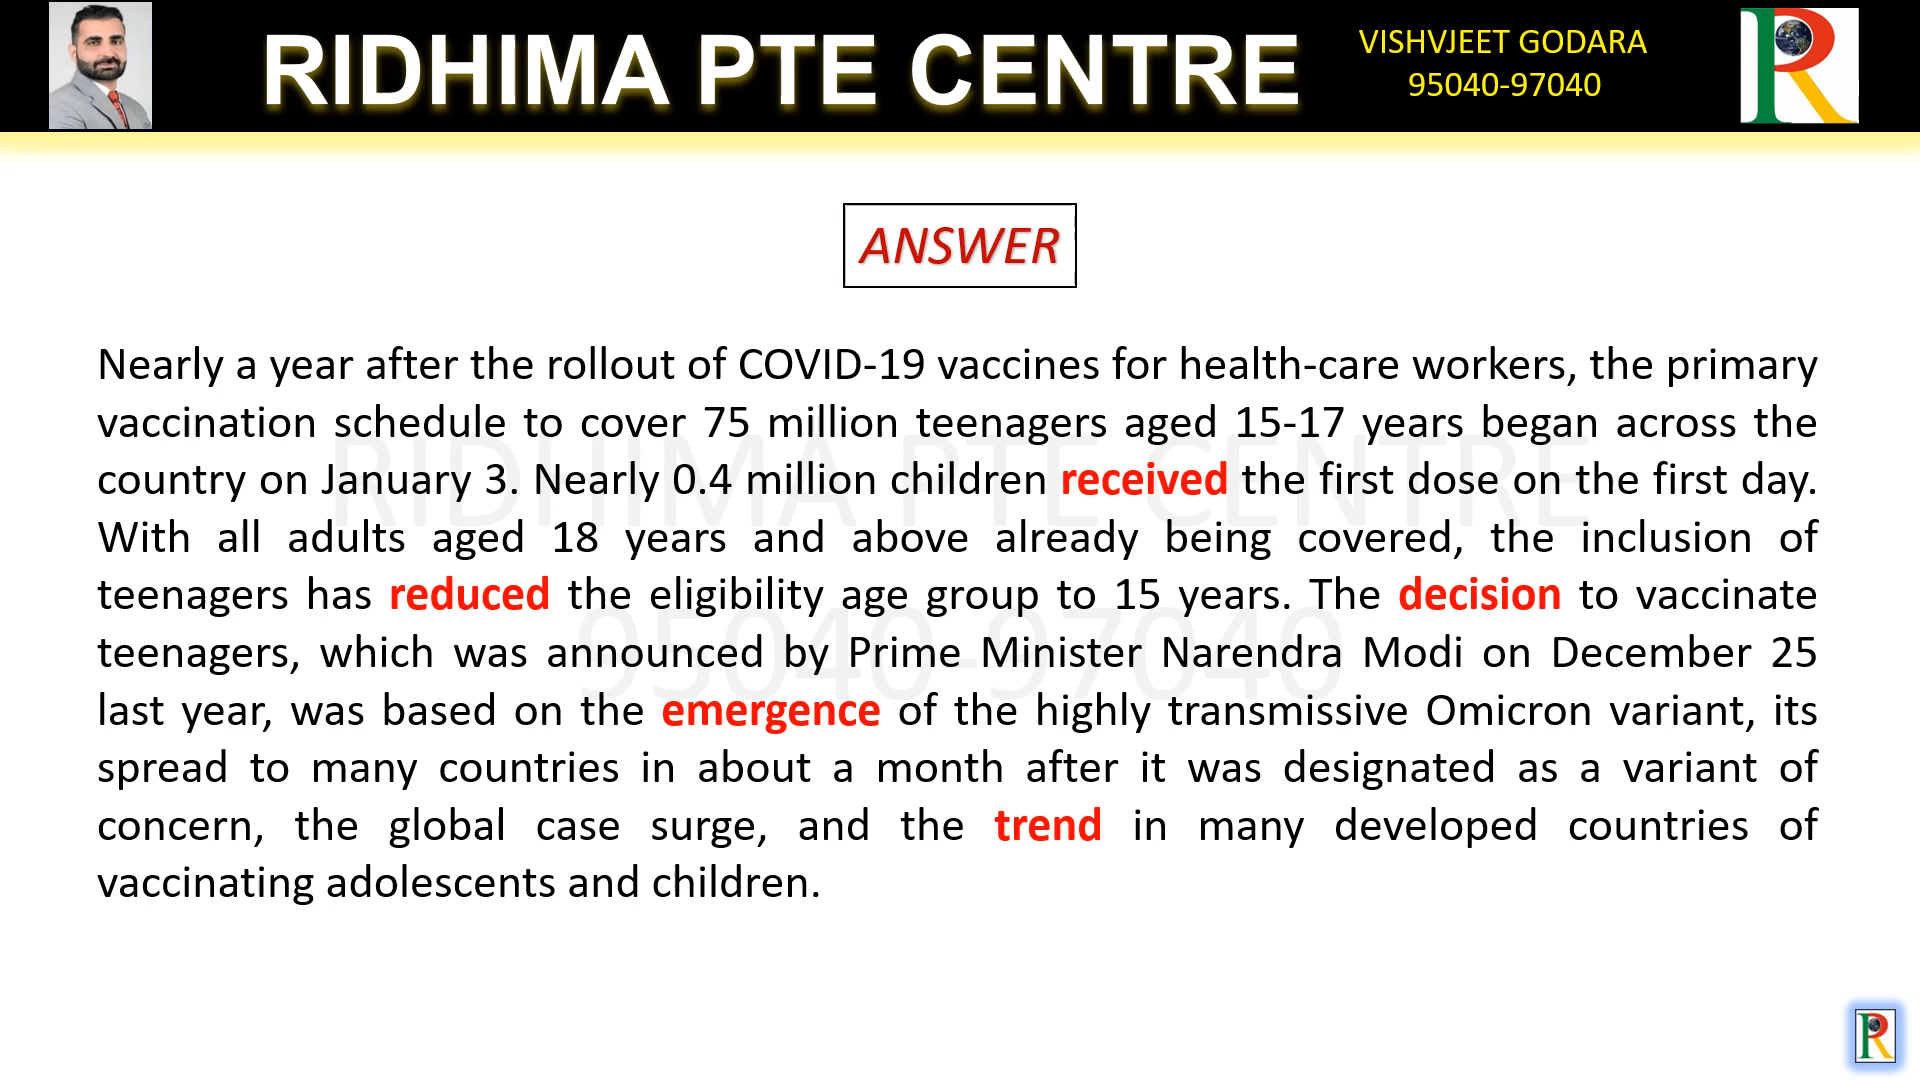 RIDHIMA PTE CENTRE
VISHVJEET GODARA
95040-97040
ANSWER
Nearly a year after the rollout of COVID-19 vaccines for health-care workers, the primary
vaccination schedule to cover 75 million teenagers aged 15-17 years began across the
country on January 3. Nearly 0.4 million children received the first dose on the first day.
With all adults aged 18 years and above already being covered, the inclusion of
teenagers has reduced the eligibility age group to 15 years. The decision to vaccinate
teenagers, which was announced by Prime Minister Narendra Modi on December 25
last year, was based on the emergence of the highly transmissive Omicron variant, its
spread to many countries in about a month after it was designated as a variant of
concern, the global case surge, and the trend in many developed countries of
vaccinating adolescents and children.
RIDHIMA PTE CENTRE
95040-97040